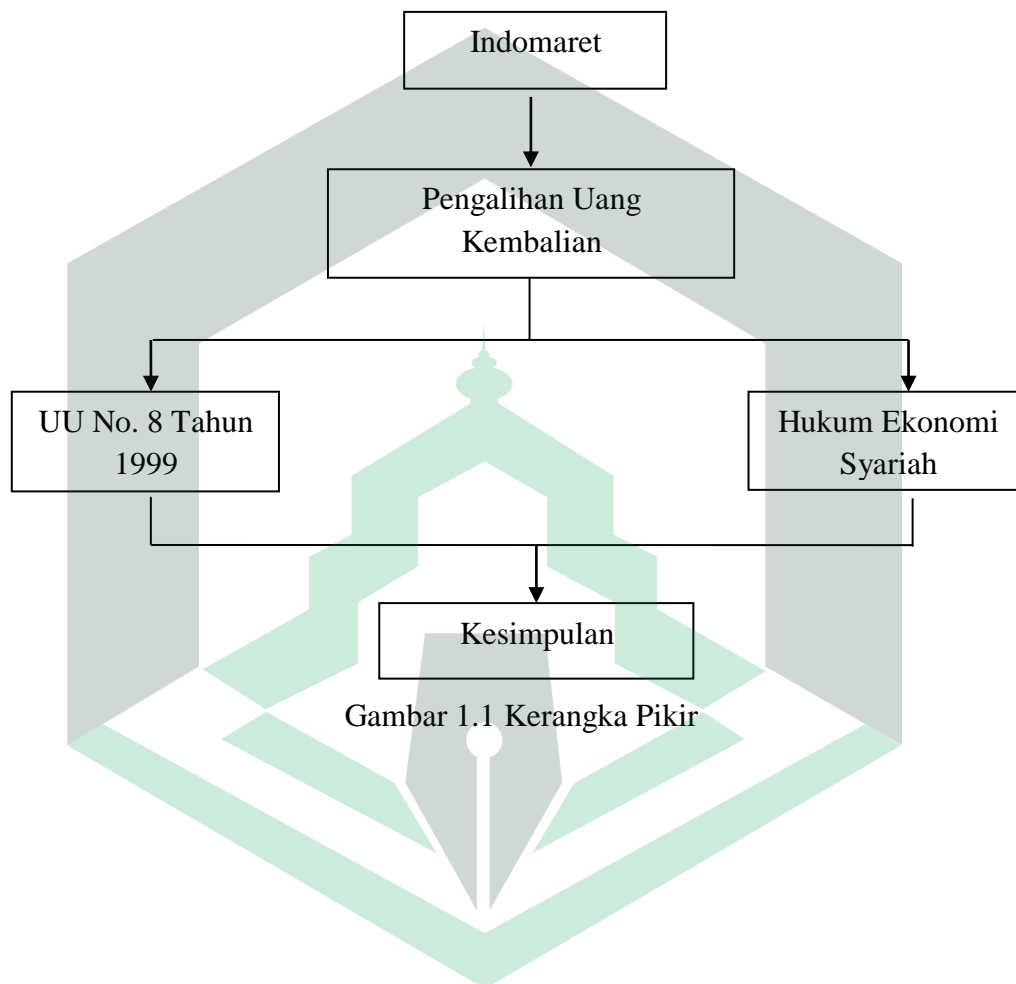 Indomaret
Pengalihan Uang
Kembalian
UU No. 8 Tahun
1999
Hukum Ekonomi
Syariah
Kesimpulan
Gambar 1.1 Kerangka Pikir